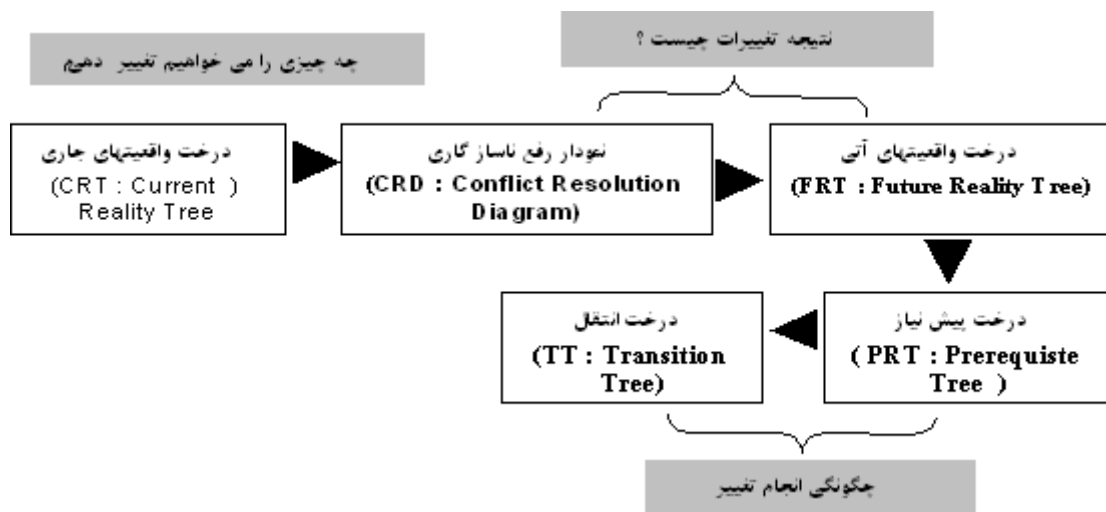 نتیجه تغییرات چیست ؟
چه چیزی را می خواهیم تغییر دهیم
درخت واقعیتهای جاری
(CRT : Current )
Reality Tree
نمودار رفع ناساز گاری
(CRD : Conflict Resolution
Diagram)
درخت واقعیتهای آتی
(FRT : Future Reality Tree)
درخت پیش نیاز
( PRT : Prerequiste
Tree )
درخت انتقال
(TT : Transition
Tree)
چگونگی انجام تغییر